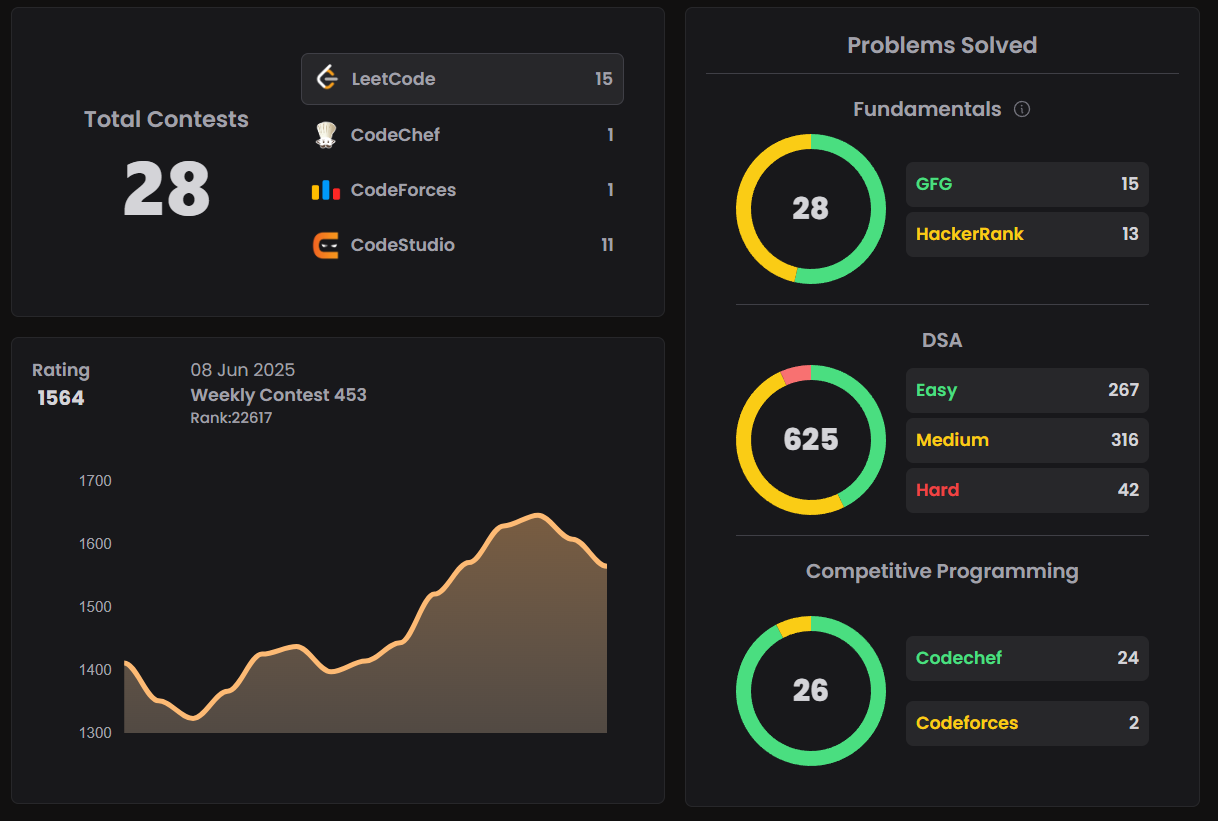 Total Contests
28
LeetCode 15
CodeChef 1
CodeForces 1
CodeStudio 11
Rating
1564
08 Jun 2025
Weekly Contest 453
Rank:22617
1700
1600
1500
1400
1300
Problems Solved
Fundamentals
28
GFG 15
HackerRank 13
DSA
625
Easy 267
Medium 316
Hard 42
Competitive Programming
26
Codechef 24
Codeforces 2